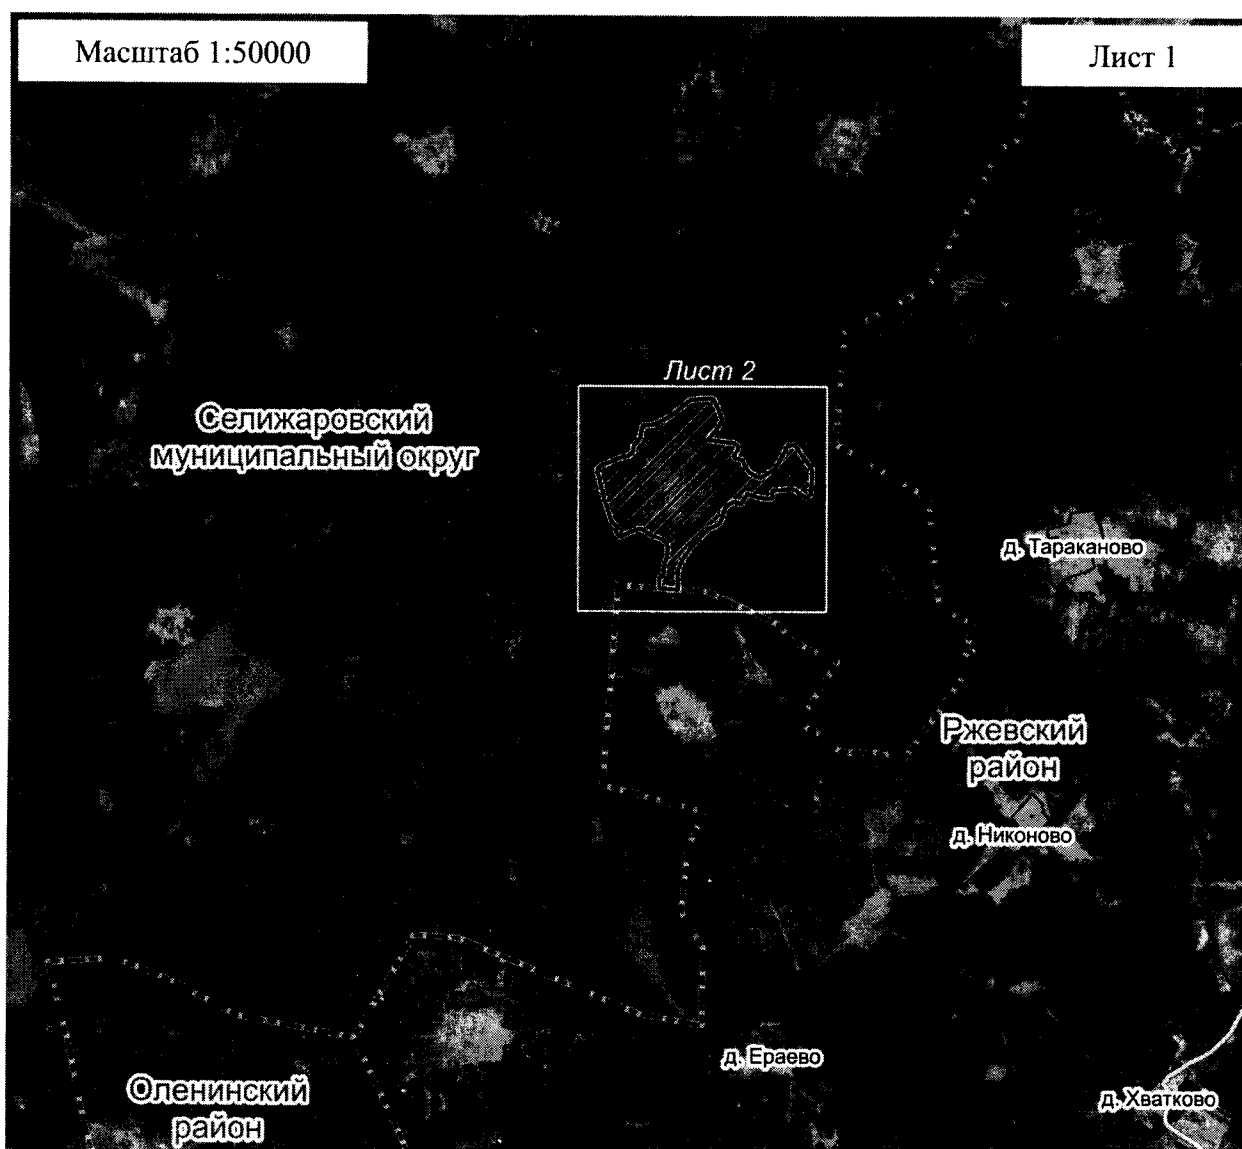 Масштаб 1:50000
Лист 1
Лист 2
Селижаровский
муниципальный округ
д. Тараканово
Ржевский
район
д. Никоново
д. Ераево
Оленинский
район
д. Хватково